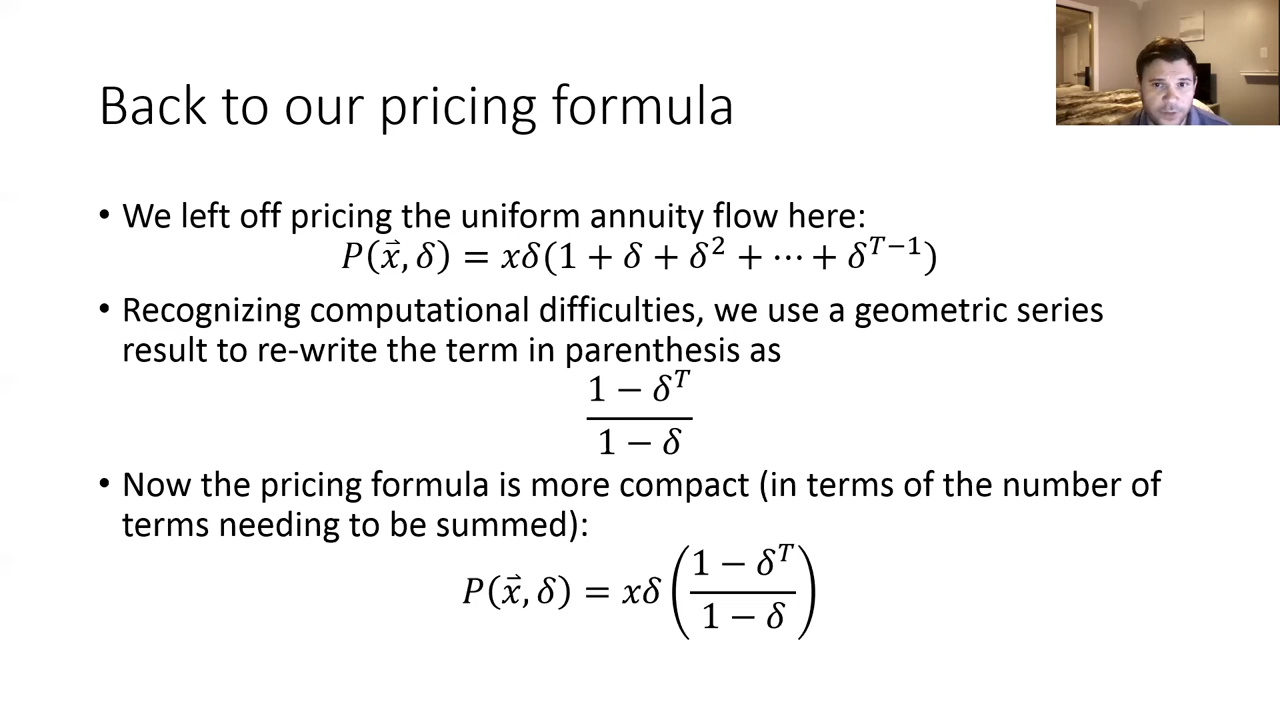 Back to our pricing formula
• We left off pricing the uniform annuity flow here:
P(x⃗, δ) = xδ(1 + δ + δ² + ⋯ + δ^{T−1})
• Recognizing computational difficulties, we use a geometric series
result to re-write the term in parenthesis as
\frac{1 − δ^T}{1 − δ}
• Now the pricing formula is more compact (in terms of the number of
terms needing to be summed):
P(x⃗, δ) = xδ(\frac{1 − δ^T}{1 − δ})